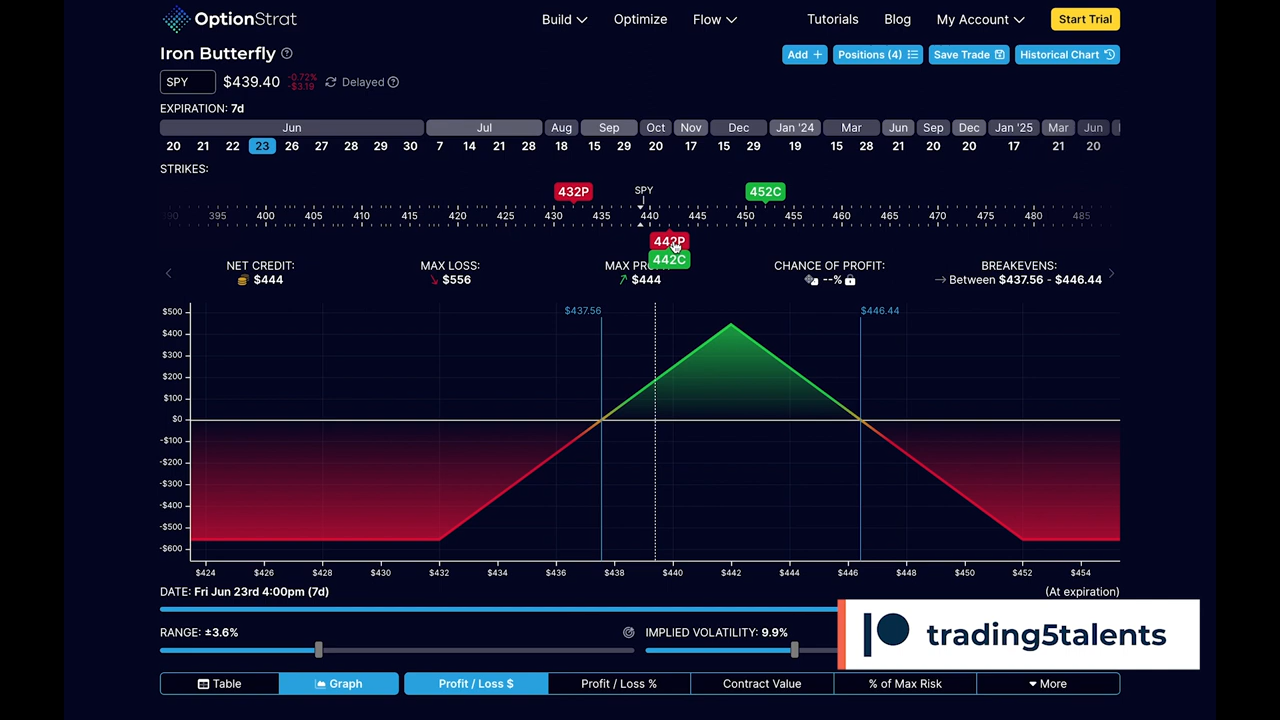 OptionStrat Build Optimize Flow Tutorials Blog My Account Start Trial
Iron Butterfly ? Add + Positions (4) Save Trade Historical Chart
SPY $439.40 -0.72% -$3.19 Delayed ?
EXPIRATION: 7d
Jun Jul Aug Sep Oct Nov Dec Jan '24 Mar Jun Sep Dec Jan '25 Mar Jun
20 21 22 23 26 27 28 29 30 7 14 21 28 18 15 29 20 17 15 29 19 15 28 21 20 20 17 21 20
STRIKES:
432P SPY 452C
390 395 400 405 410 415 420 425 430 435 440 445 450 455 460 465 470 475 480 485
442P
442C
NET CREDIT: MAX LOSS: MAX PROFIT: CHANCE OF PROFIT: BREAKEVENS:
$444 $556 $444 --% Between $437.56 - $446.44
$437.56 $446.44
$500
$400
$300
$200
$100
$0
-$100
-$200
-$300
-$400
-$500
-$600
$424 $426 $428 $430 $432 $434 $436 $438 $440 $442 $444 $446 $448 $450 $452 $454
DATE: Fri Jun 23rd 4:00pm (7d) (At expiration)
RANGE: ±3.6% IMPLIED VOLATILITY: 9.9%
trading5talents
Table Graph Profit / Loss $ Profit / Loss % Contract Value % of Max Risk More